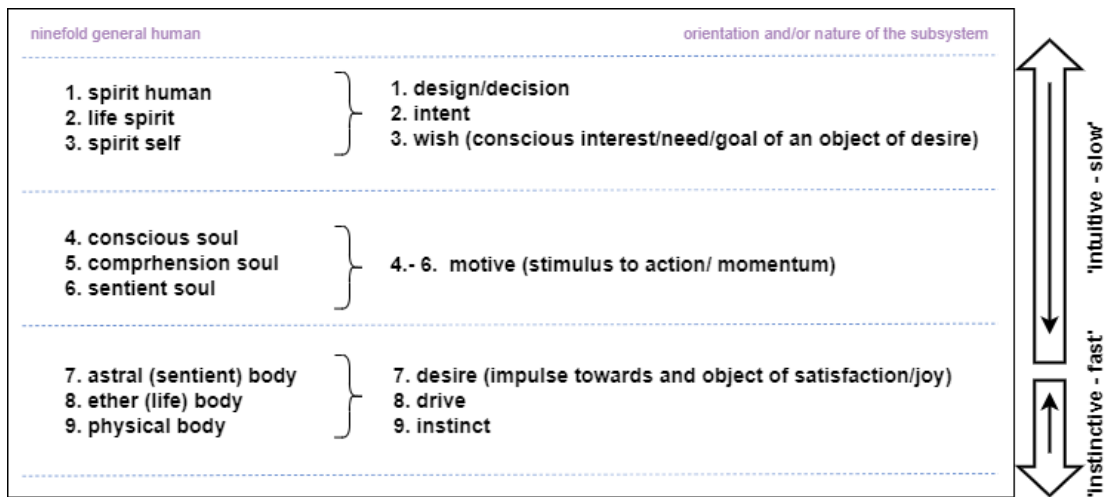 ninefold general human
orientation and/or nature of the subsystem
1. spirit human
2. life spirit
3. spirit self
1. design/decision
2. intent
3. wish (conscious interest/need/goal of an object of desire)
4. conscious soul
5. comprhension soul
6. sentient soul
4.- 6. motive (stimulus to action/ momentum)
7. astral (sentient) body
8. ether (life) body
9. physical body
7. desire (impulse towards and object of satisfaction/joy)
8. drive
9. instinct
'Intuitive - slow'
'Instinctive - fast'